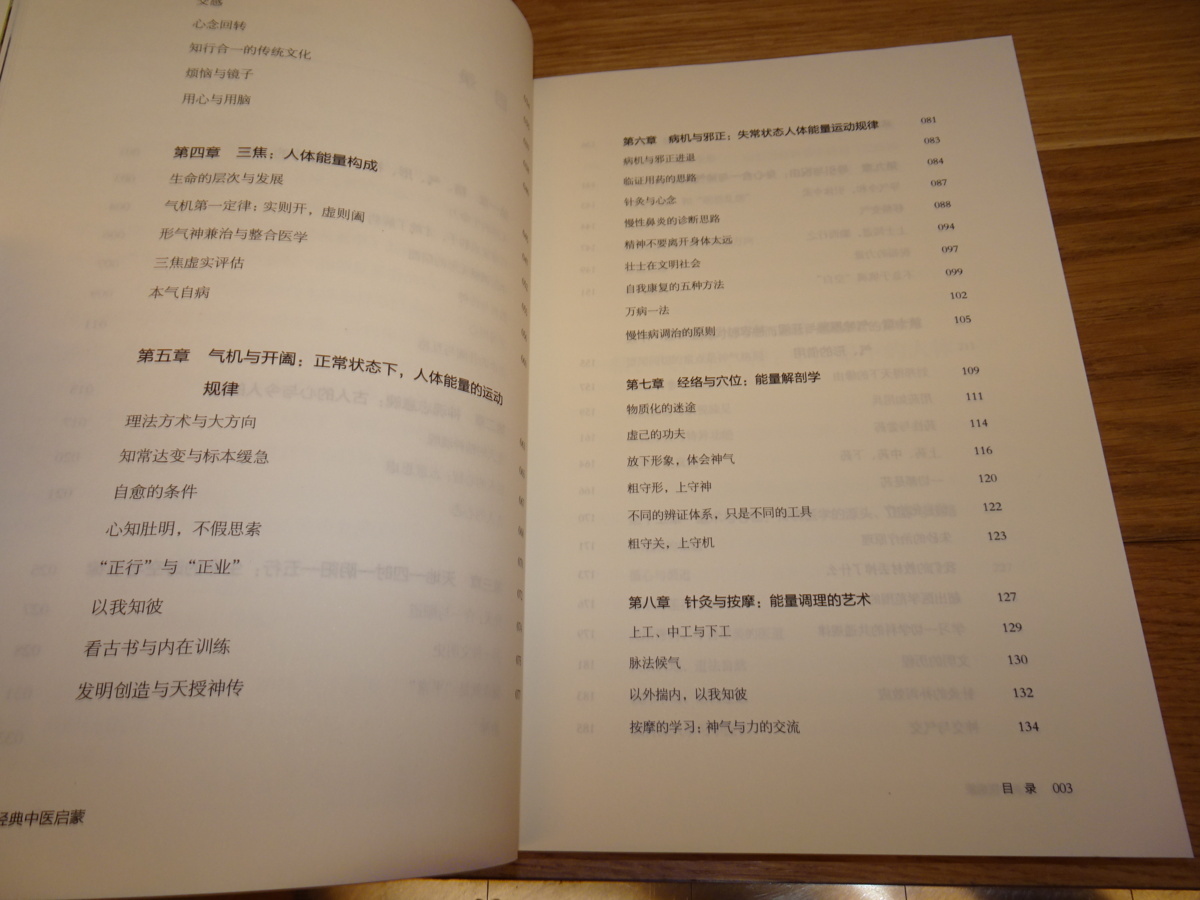 交感
心念回转
知行合一的传统文化
烦恼与镜子
用心与用脑
第四章 三焦：人体能量构成
生命的层次与发展
气机第一定律：实则开，虚则阖
形气神兼治与整合医学
三焦虚实评估
本气自病
第五章 气机与开阖：正常状态下，人体能量的运动
规律
理法方术与大方向
知常达变与标本缓急
自愈的条件
心知肚明，不假思索
“正行”与“正业”
以我知彼
看古书与内在训练
发明创造与天授神传
经典中医启蒙
第六章 病机与邪正：失常状态人体能量运动规律 081
病机与邪正进退 083
临证用药的思路 084
针灸与心念 087
慢性鼻炎的诊断思路 088
精神不要离开身体太远 094
壮士在文明社会 097
自我康复的五种方法 099
万病一法 102
慢性病调治的原则 105
第七章 经络与穴位：能量解剖学 109
物质化的迷途 111
虚己的功夫 114
放下形象，体会神气 116
粗守形，上守神 120
不同的辨证体系，只是不同的工具 122
粗守关，上守机 123
第八章 针灸与按摩：能量调理的艺术 127
上工、中工与下工 129
脉法候气 130
以外揣内，以我知彼 132
按摩的学习：神气与力的交流 134
目 录 003